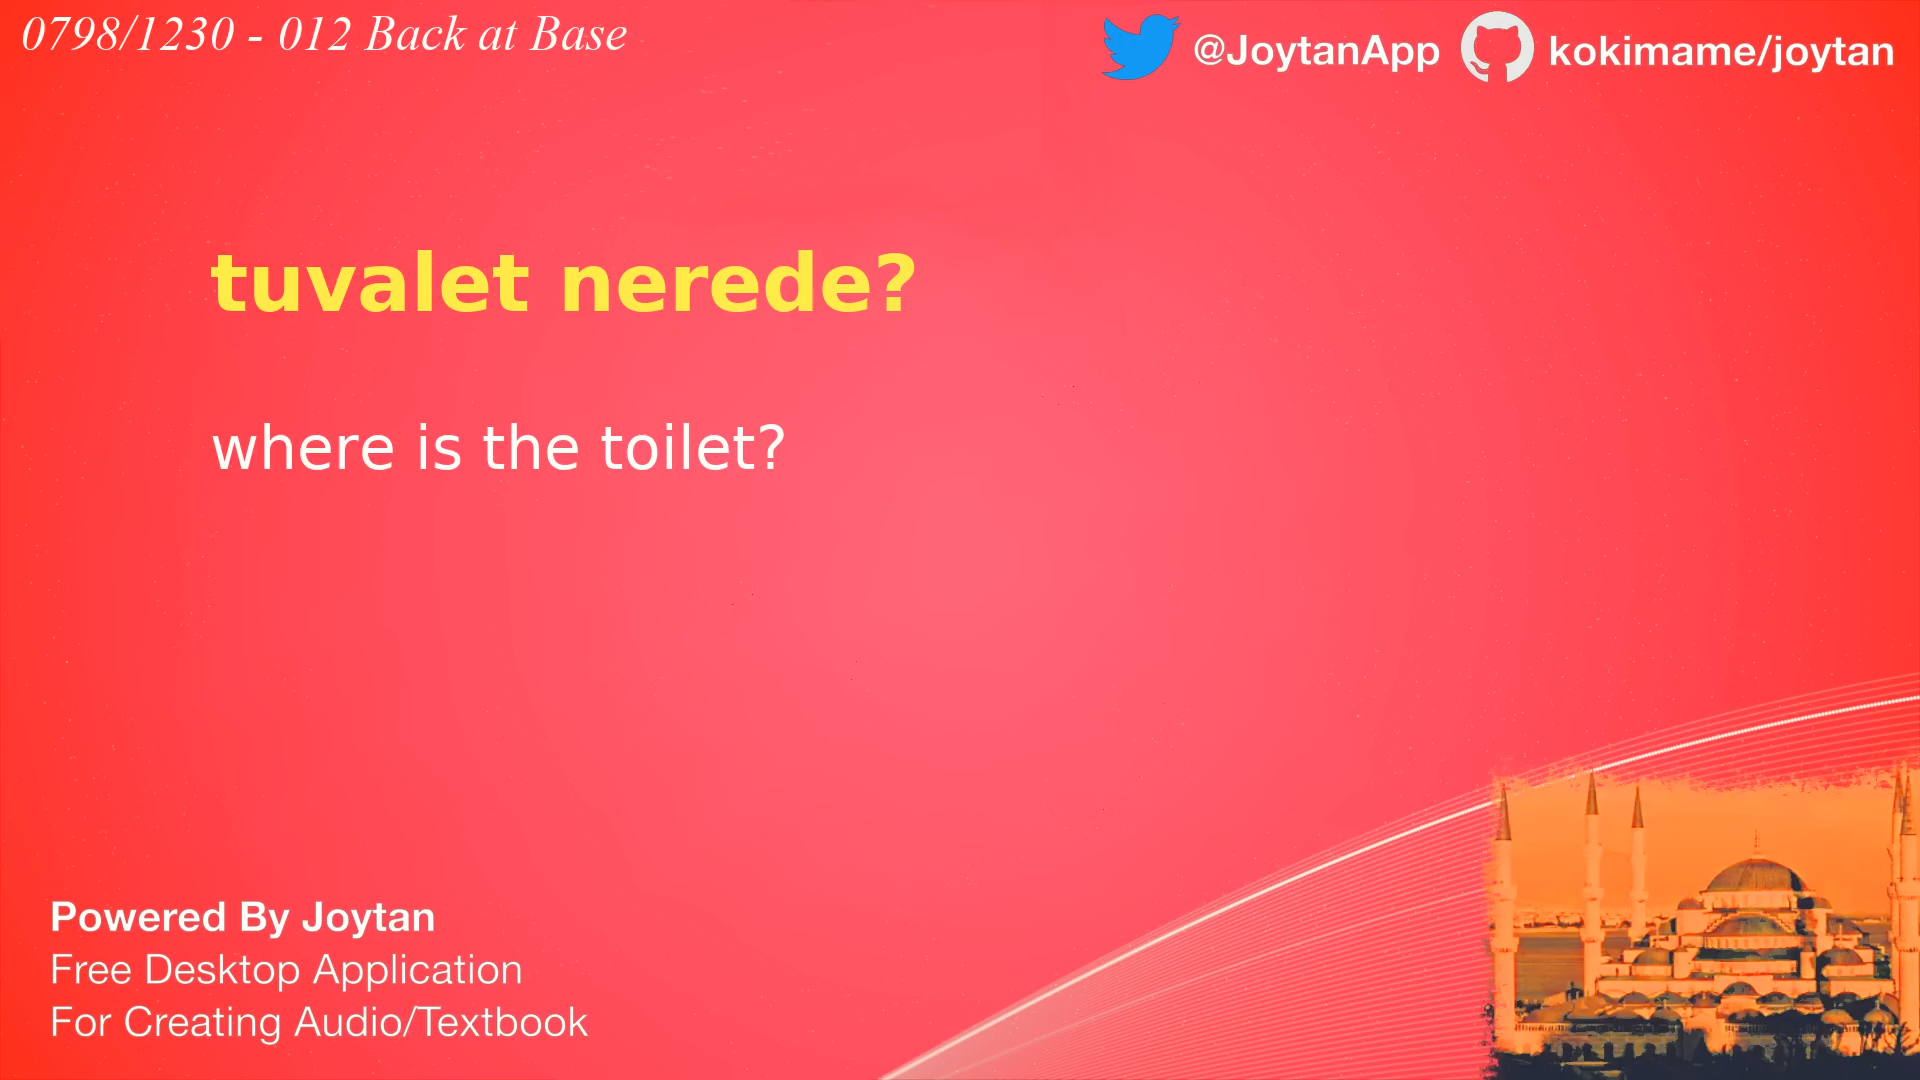 0798/1230 - 012 Back at Base
@JoytanApp
kokimame/joytan
tuvalet nerede?
where is the toilet?
Powered By Joytan
Free Desktop Application
For Creating Audio/Textbook